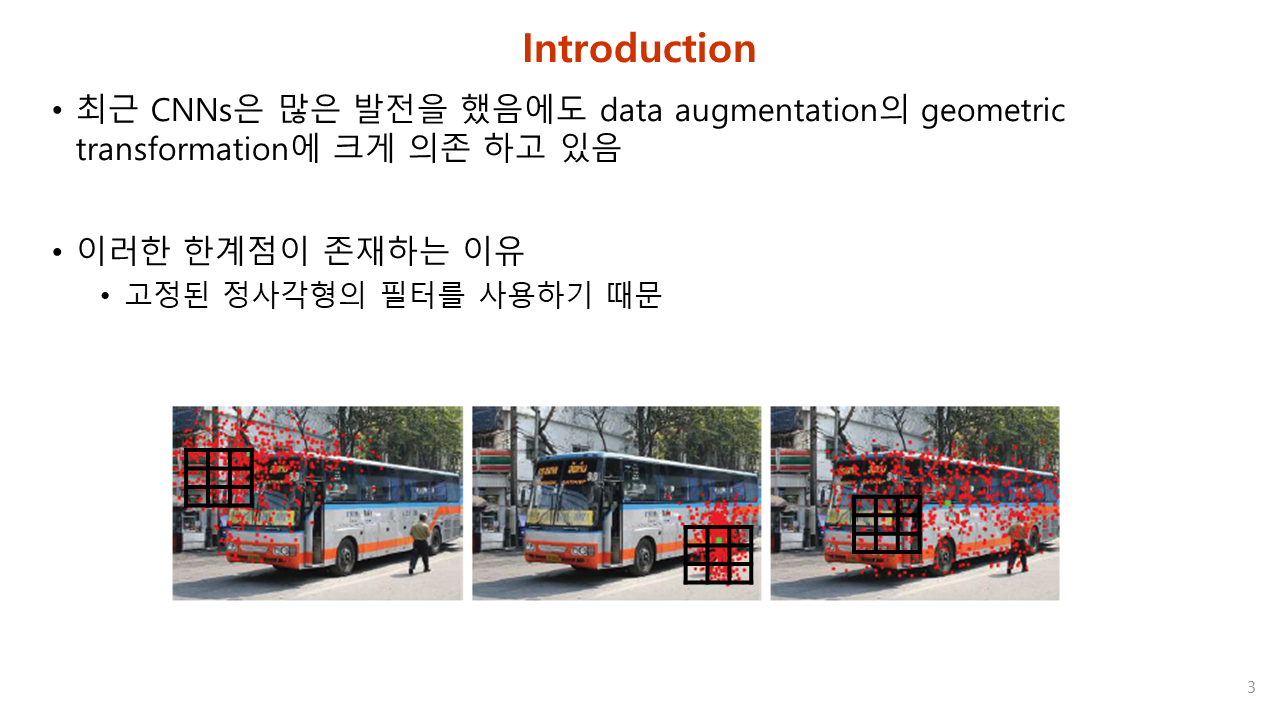 Introduction
• 최근 CNNs은 많은 발전을 했음에도 data augmentation의 geometric
transformation에 크게 의존 하고 있음
• 이러한 한계점이 존재하는 이유
• 고정된 정사각형의 필터를 사용하기 때문
3